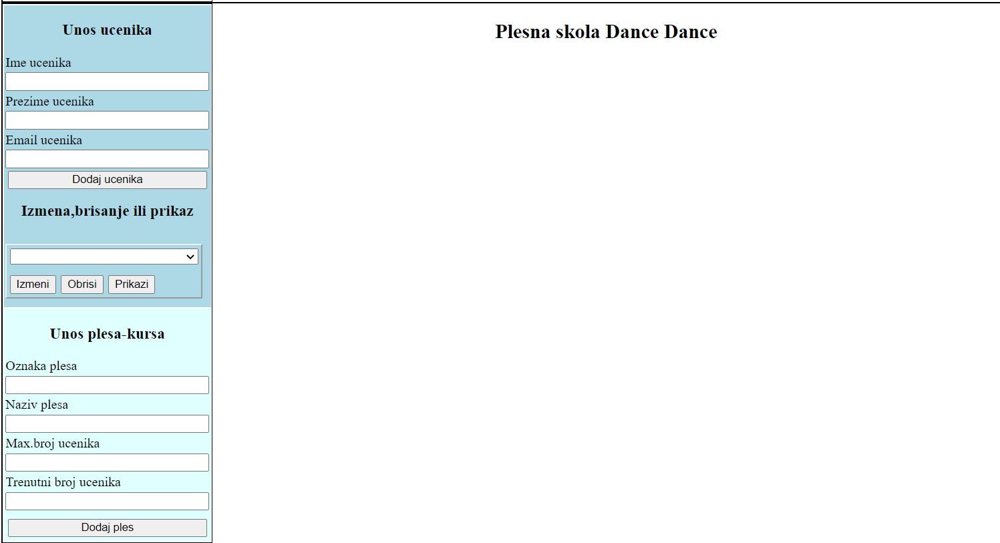 Unos ucenika
Ime ucenika
Prezime ucenika
Email ucenika
Dodaj ucenika
Izmena,brisanje ili prikaz
Izmeni Obrisi Prikazi
Unos plesa-kursa
Oznaka plesa
Naziv plesa
Max.broj ucenika
Trenutni broj ucenika
Dodaj ples
Plesna skola Dance Dance